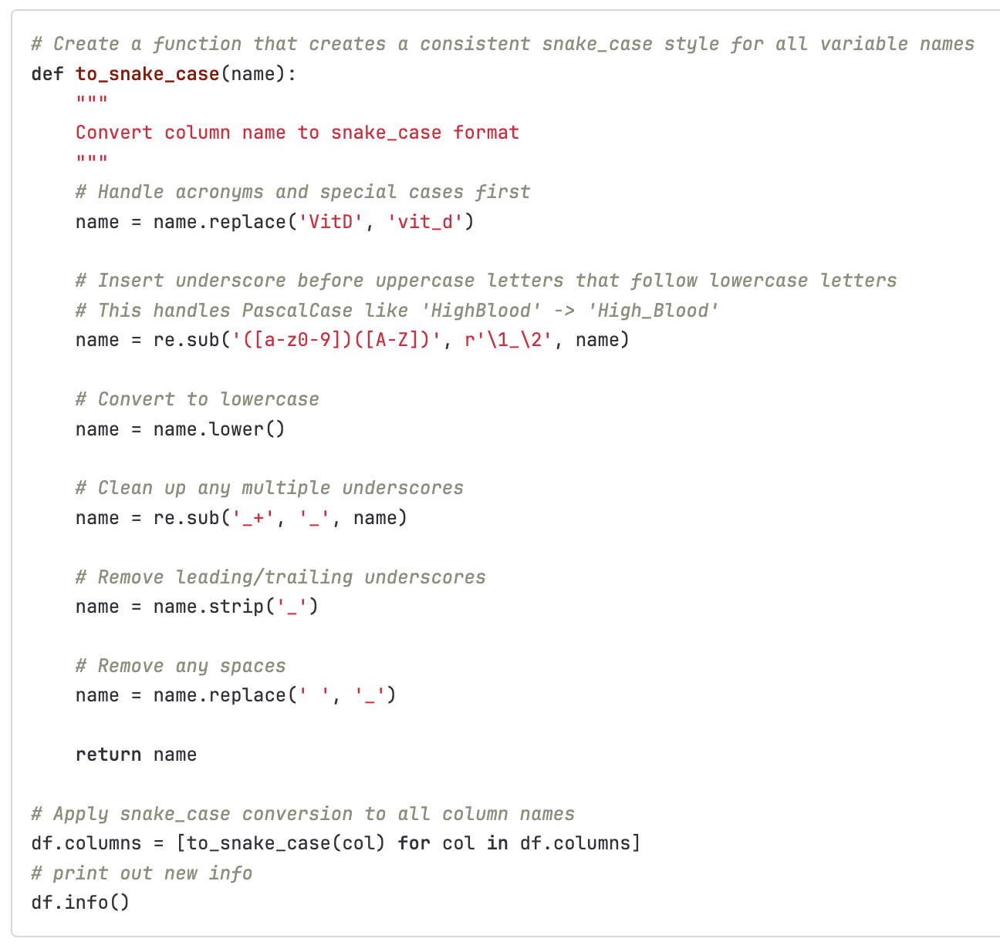 # Create a function that creates a consistent snake_case style for all variable names
def to_snake_case(name):
    """
    Convert column name to snake_case format
    """
    # Handle acronyms and special cases first
    name = name.replace('VitD', 'vit_d')

    # Insert underscore before uppercase letters that follow lowercase letters
    # This handles PascalCase like 'HighBlood' -> 'High_Blood'
    name = re.sub('([a-z0-9])([A-Z])', r'\1_\2', name)

    # Convert to lowercase
    name = name.lower()

    # Clean up any multiple underscores
    name = re.sub('_+', '_', name)

    # Remove leading/trailing underscores
    name = name.strip('_')

    # Remove any spaces
    name = name.replace(' ', '_')

    return name

# Apply snake_case conversion to all column names
df.columns = [to_snake_case(col) for col in df.columns]
# print out new info
df.info()